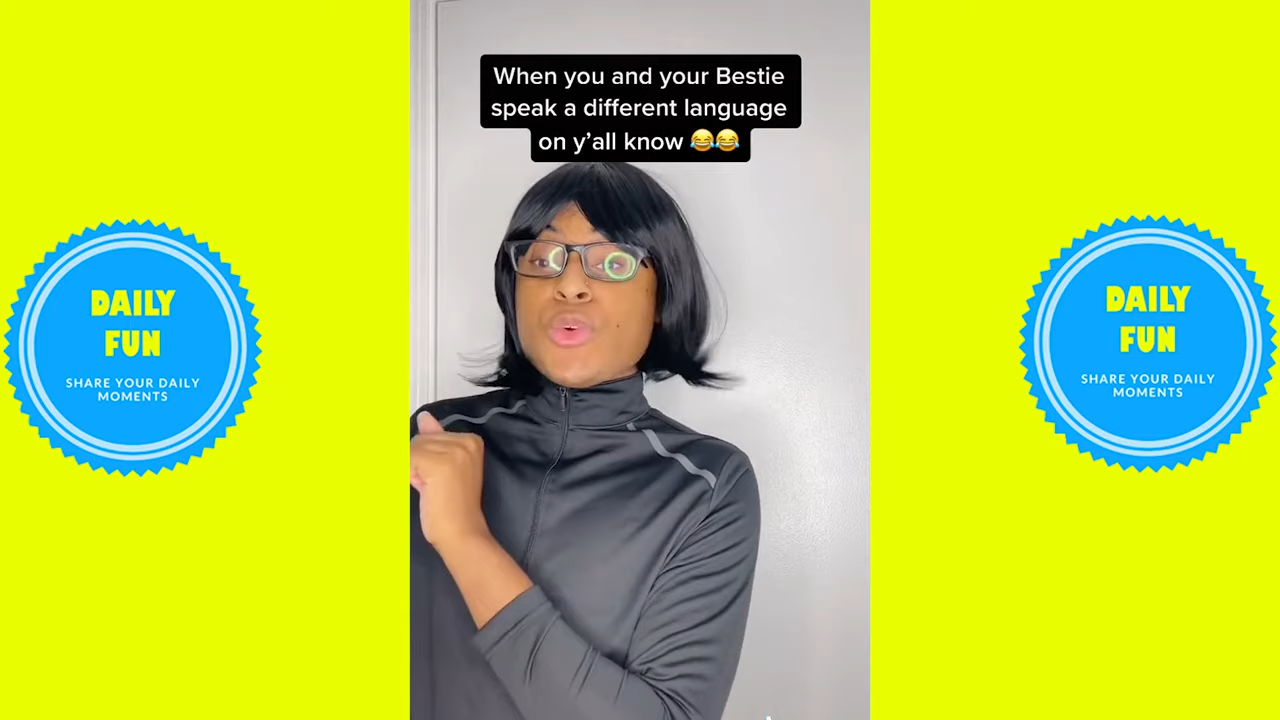 When you and your Bestie
speak a different language
on y'all know 😂😂
DAILY
FUN
SHARE YOUR DAILY
MOMENTS
DAILY
FUN
SHARE YOUR DAILY
MOMENTS